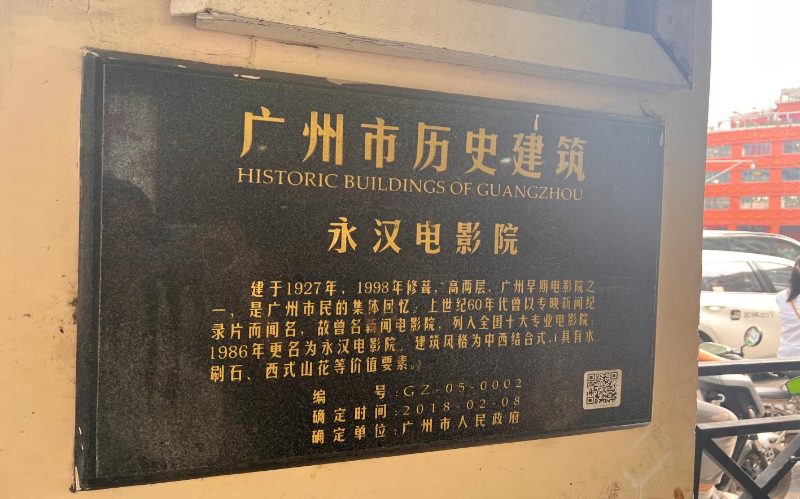 广州市历史建筑
HISTORIC BUILDINGS OF GUANGZHOU
永汉电影院
建于1927年，1998年修葺，高两层，广州早期电影院之
一，是广州市民的集体回忆。上世纪60年代曾以专映新闻纪
录片而闻名，故曾名新闻电影院，列入全国十大专业电影院，
1986年更名为永汉电影院。建筑风格为中西结合式，具有水
刷石、西式山花等价值要素。
编号：GZ-05-0002
确定时间：2018-02-08
确定单位：广州市人民政府